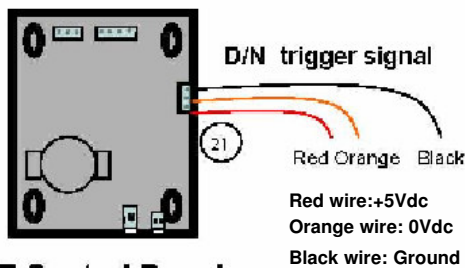 D/N trigger signal
21
Red Orange Black
Red wire:+5Vdc
Orange wire: 0Vdc
Black wire: Ground